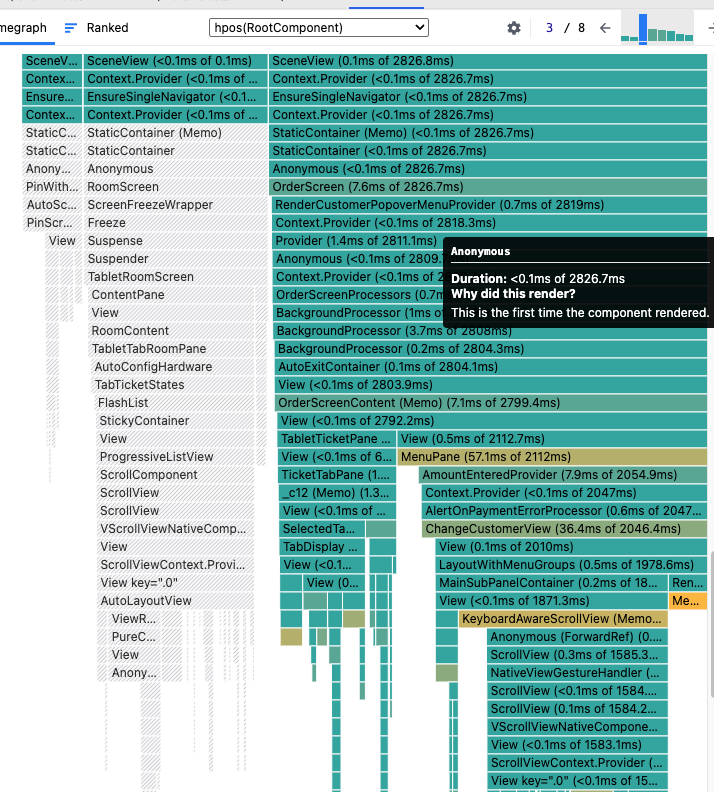 megraph Ranked hpos(RootComponent) 3 / 8
SceneV... SceneView (<0.1ms of 0.1ms) SceneView (0.1ms of 2826.8ms)
Contex... Context.Provider (<0.1ms of ... Context.Provider (<0.1ms of 2826.7ms)
Ensure... EnsureSingleNavigator (<0.1... EnsureSingleNavigator (<0.1ms of 2826.7ms)
Contex... Context.Provider (<0.1ms of ... Context.Provider (<0.1ms of 2826.7ms)
StaticC... StaticContainer (Memo) StaticContainer (Memo) (<0.1ms of 2826.7ms)
StaticC... StaticContainer StaticContainer (<0.1ms of 2826.7ms)
Anony... Anonymous Anonymous (<0.1ms of 2826.7ms)
PinWith... RoomScreen OrderScreen (7.6ms of 2826.7ms)
AutoSc... ScreenFreezeWrapper RenderCustomerPopoverMenuProvider (0.7ms of 2819ms)
PinScr... Freeze Context.Provider (<0.1ms of 2818.3ms)
View Suspense Provider (1.4ms of 2811.1ms)
Suspender Anonymous (<0.1ms of 2809.
TabletRoomScreen Context.Provider (<0.1ms of 2
ContentPane OrderScreenProcessors (0.7m
View BackgroundProcessor (1ms of
Anonymous
Duration: <0.1ms of 2826.7ms
Why did this render?
This is the first time the component rendered.
RoomContent BackgroundProcessor (3.7ms of 2808ms)
TabletTabRoomPane BackgroundProcessor (0.2ms of 2804.3ms)
AutoConfigHardware AutoExitContainer (0.1ms of 2804.1ms)
TabTicketStates View (<0.1ms of 2803.9ms)
FlashList OrderScreenContent (Memo) (7.1ms of 2799.4ms)
StickyContainer View (<0.1ms of 2792.2ms)
View TabletTicketPane ... View (0.5ms of 2112.7ms)
ProgressiveListView View (<0.1ms of 6... MenuPane (57.1ms of 2112ms)
ScrollComponent TicketTabPane (1.... AmountEnteredProvider (7.9ms of 2054.9ms)
ScrollView _c12 (Memo) (1.3... Context.Provider (<0.1ms of 2047ms)
ScrollView View (<0.1ms of ... AlertOnPaymentErrorProcessor (0.6ms of 2047...
VScrollViewNativeComp... SelectedTa... ChangeCustomerView (36.4ms of 2046.4ms)
View TabDisplay ... View (0.1ms of 2010ms)
ScrollViewContext.Provi... View (<0.1... LayoutWithMenuGroups (0.5ms of 1978.6ms)
View key=".0" View (0... MainSubPanelContainer (0.2ms of 18... Ren...
AutoLayoutView View (<0.1ms of 1871.3ms) Me...
ViewR... KeyboardAwareScrollView (Memo...
PureC... Anonymous (ForwardRef) (0....
View ScrollView (0.3ms of 1585.3...
Anony... NativeViewGestureHandler (...
ScrollView (<0.1ms of 1584....
ScrollView (0.1ms of 1584.2...
VScrollViewNativeCompone...
View (<0.1ms of 1583.1ms)
ScrollViewContext.Provider (...
View key=".0" (<0.1ms of 15...